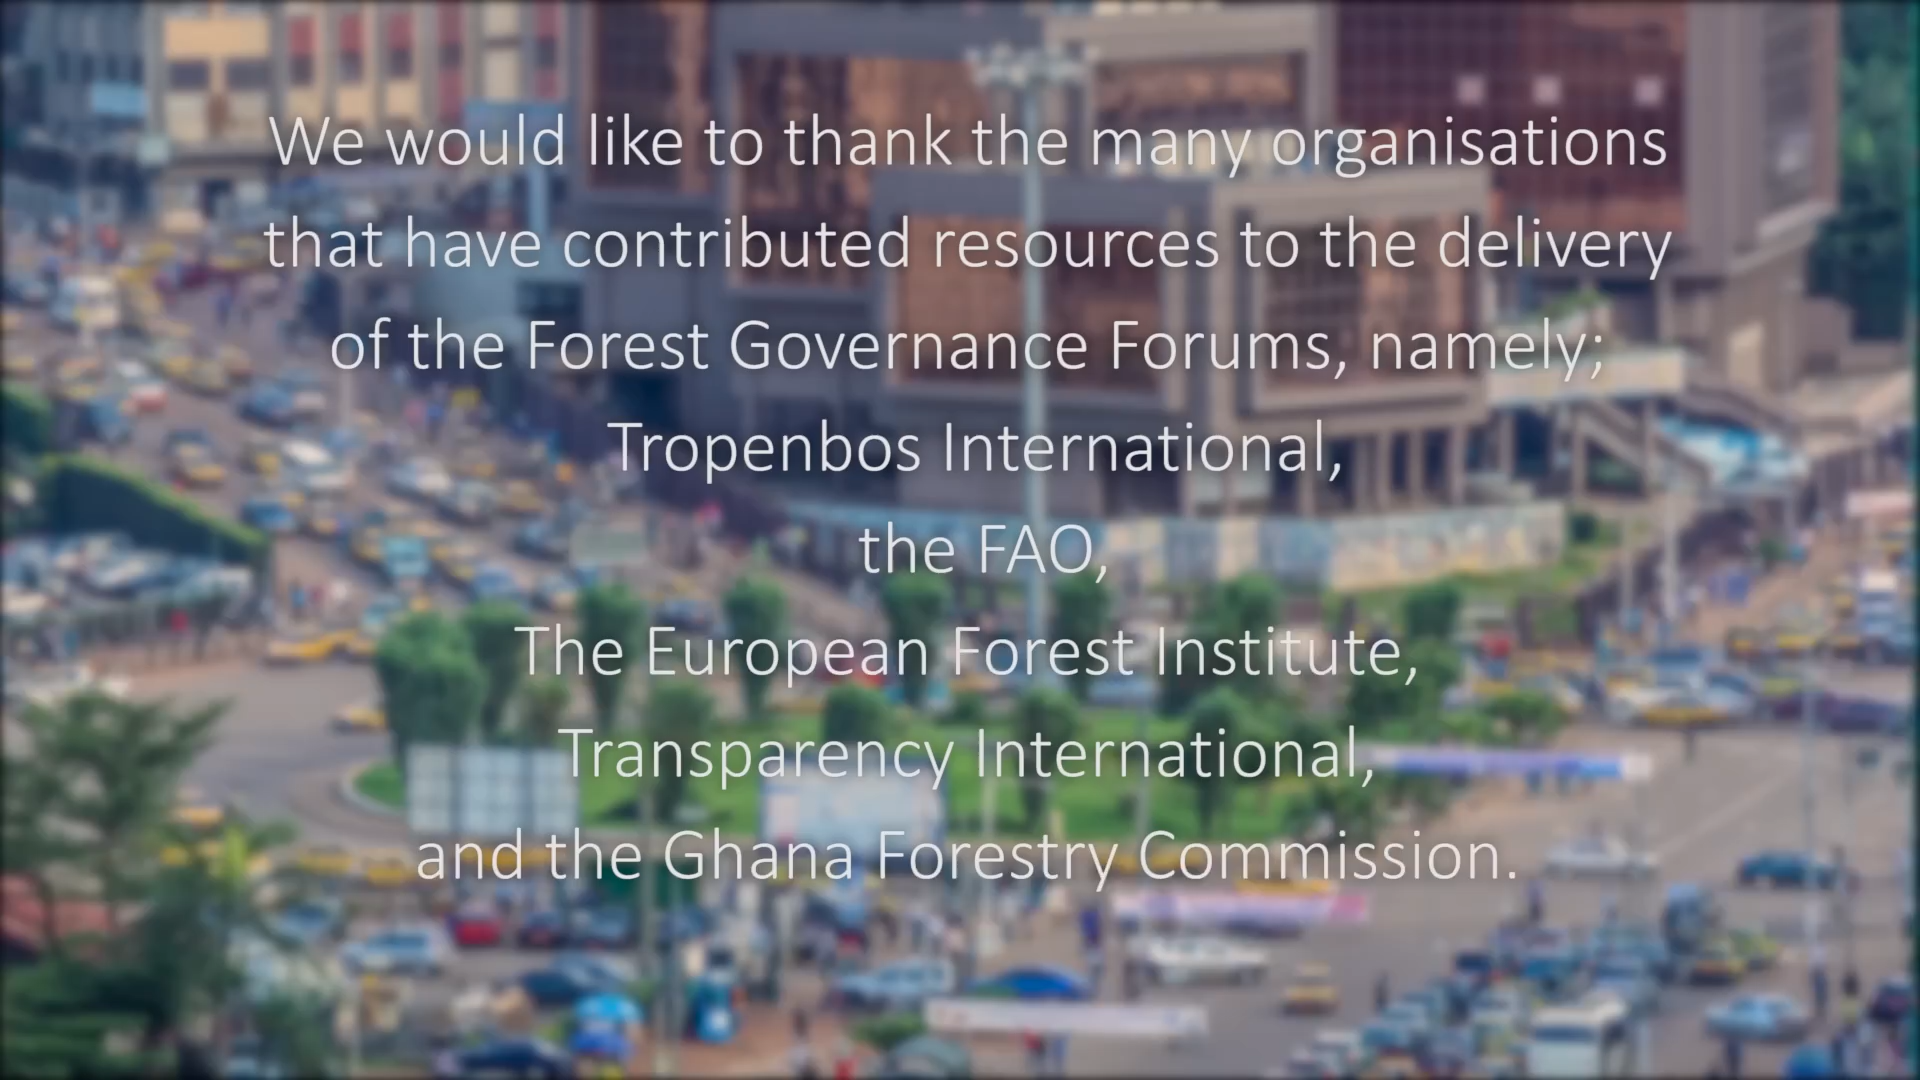 We would like to thank the many organisations
that have contributed resources to the delivery
of the Forest Governance Forums, namely;
Tropenbos International,
the FAO,
The European Forest Institute,
Transparency International,
and the Ghana Forestry Commission.